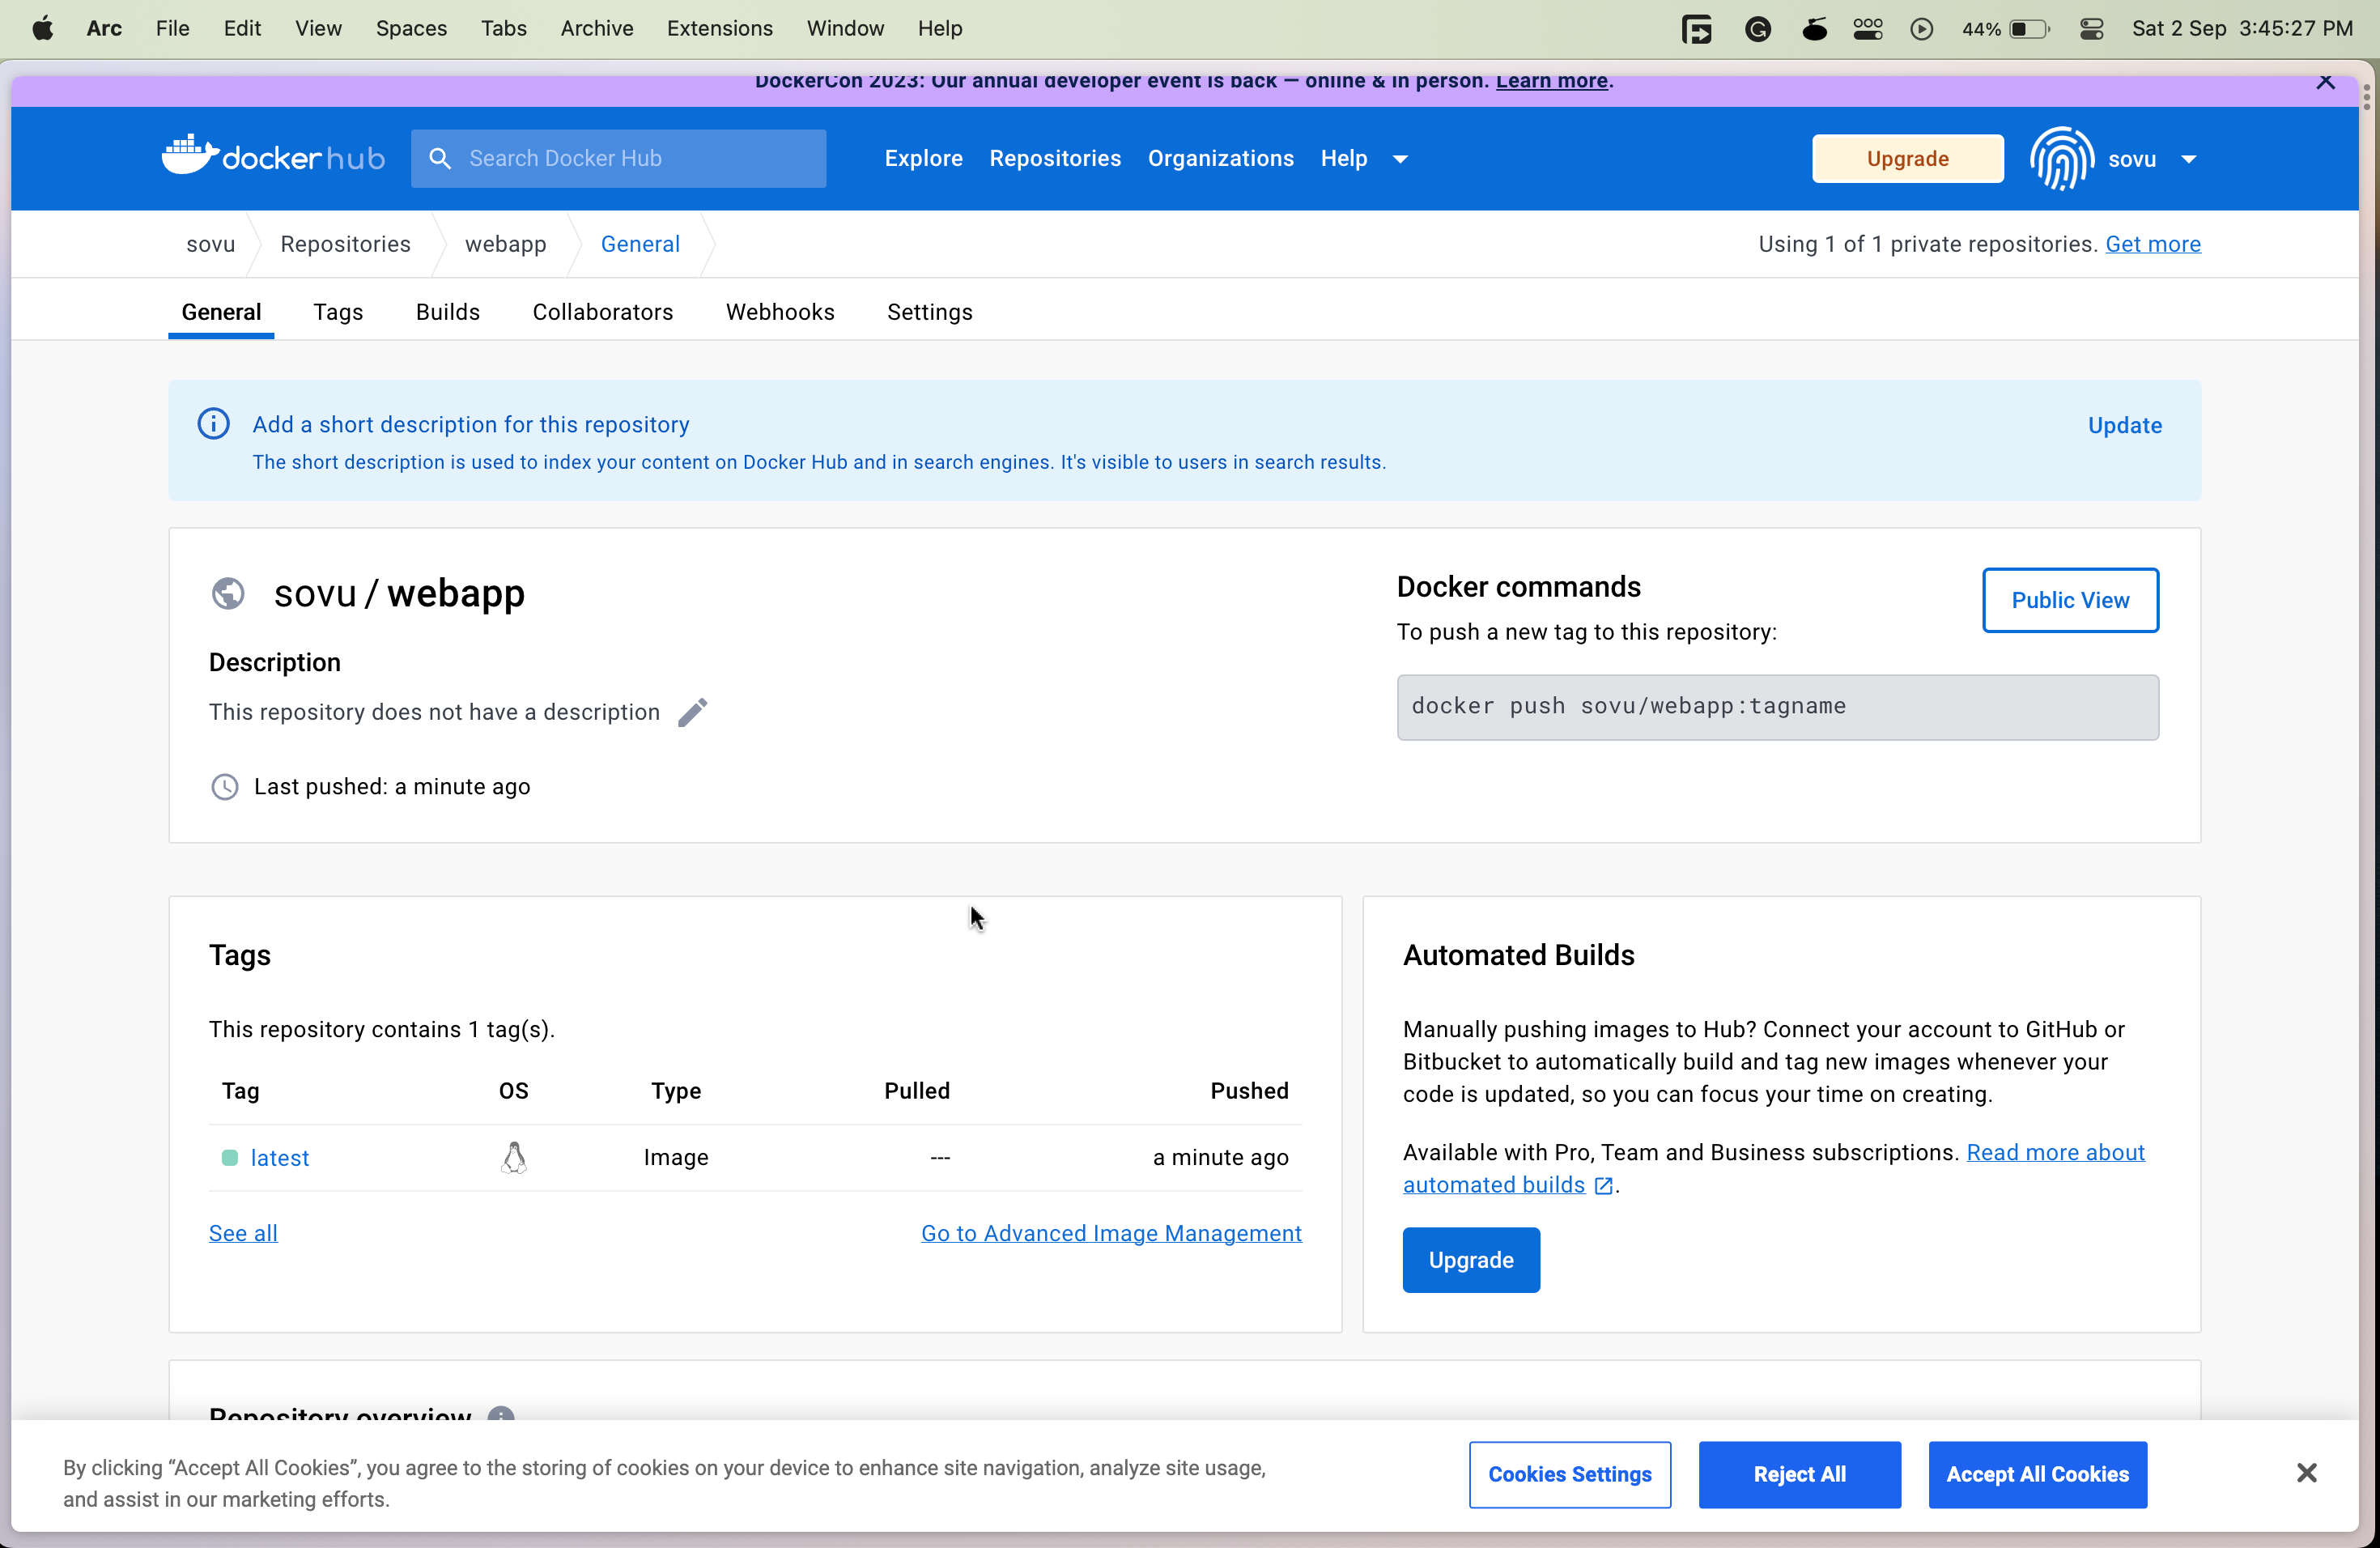 Arc File Edit View Spaces Tabs Archive Extensions Window Help 44% Sat 2 Sep 3:45:27 PM
DockerCon 2023: Our annual developer event is back — online & in person. Learn more.
docker hub Search Docker Hub Explore Repositories Organizations Help Upgrade sovu
sovu Repositories webapp General Using 1 of 1 private repositories. Get more
General Tags Builds Collaborators Webhooks Settings
Add a short description for this repository Update
The short description is used to index your content on Docker Hub and in search engines. It's visible to users in search results.
sovu / webapp
Description
This repository does not have a description
Last pushed: a minute ago
Docker commands
Public View
To push a new tag to this repository:
docker push sovu/webapp:tagname
Tags
This repository contains 1 tag(s).
Tag OS Type Pulled Pushed
latest Image --- a minute ago
See all Go to Advanced Image Management
Automated Builds
Manually pushing images to Hub? Connect your account to GitHub or
Bitbucket to automatically build and tag new images whenever your
code is updated, so you can focus your time on creating.
Available with Pro, Team and Business subscriptions. Read more about
automated builds .
Upgrade
Repository overview
By clicking “Accept All Cookies”, you agree to the storing of cookies on your device to enhance site navigation, analyze site usage,
and assist in our marketing efforts.
Cookies Settings Reject All Accept All Cookies